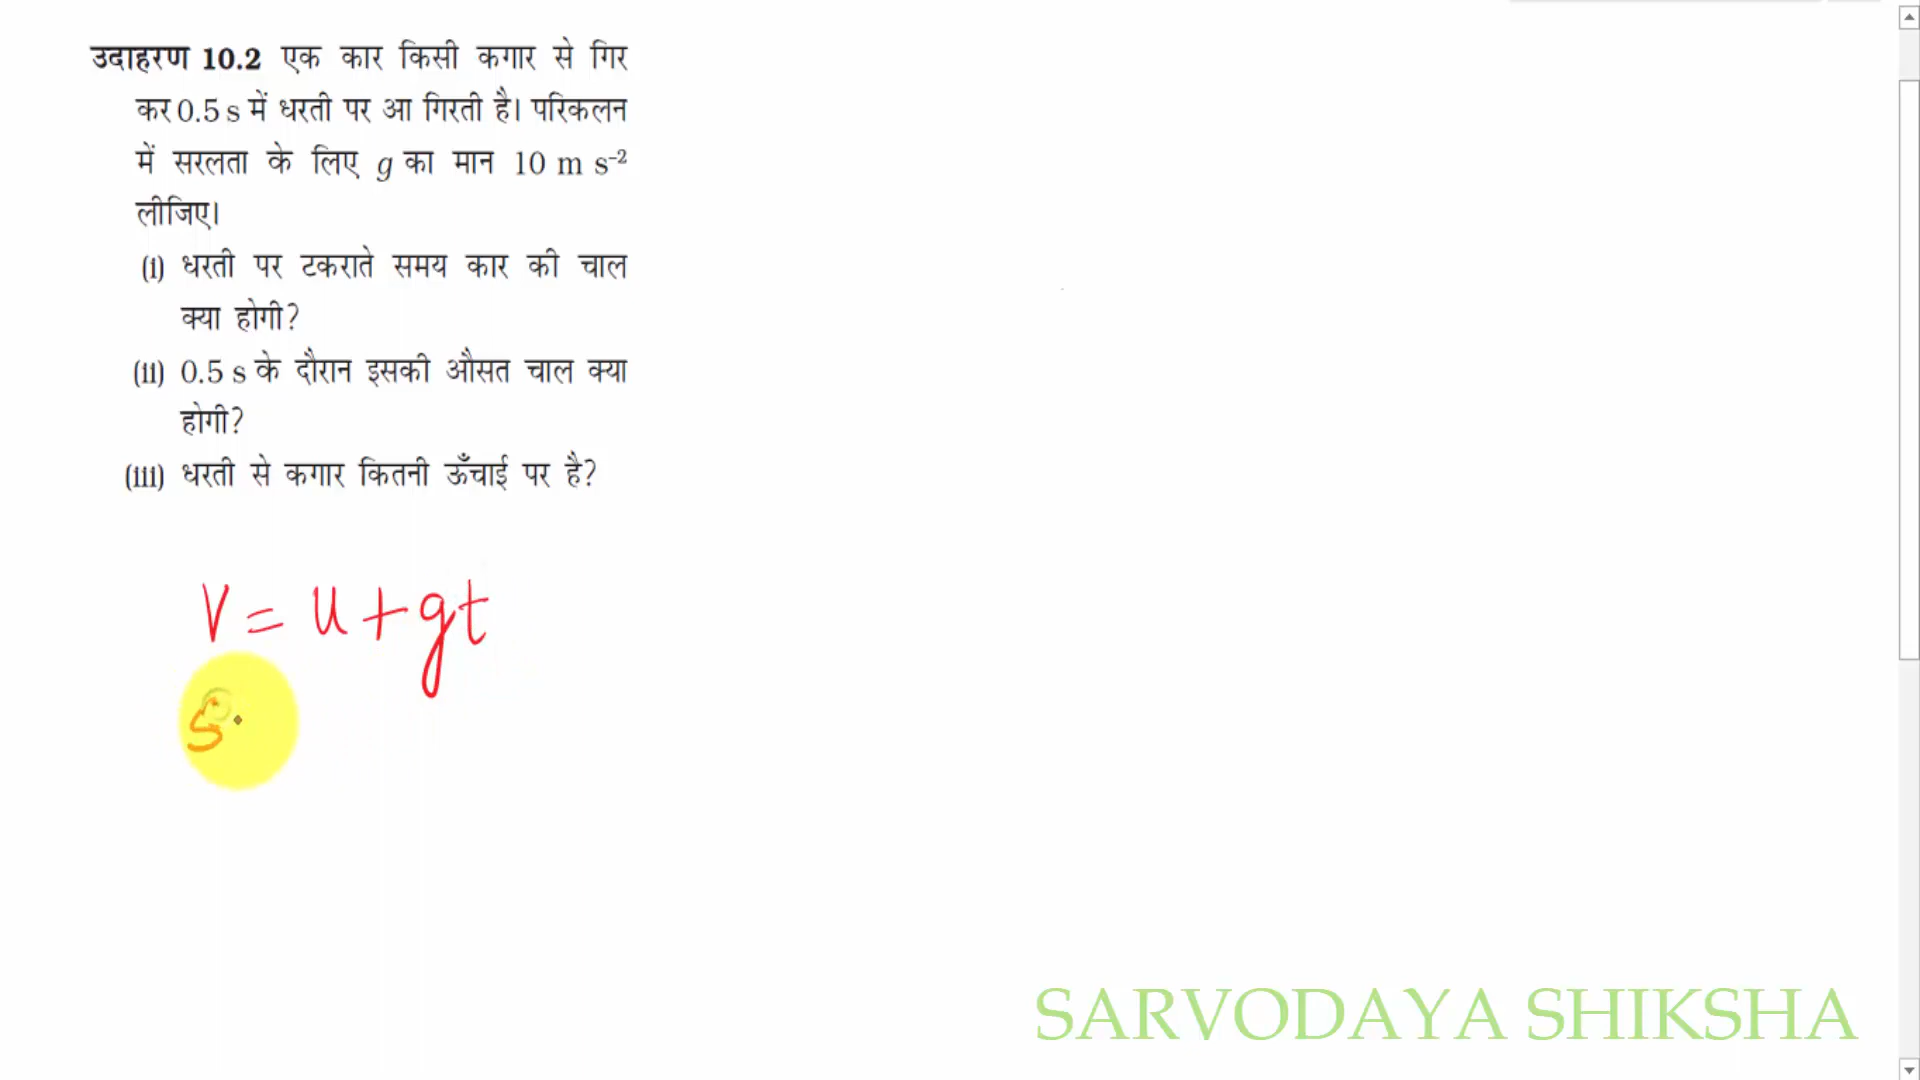 उदाहरण 10.2 एक कार किसी कगार से गिर
कर 0.5 s में धरती पर आ गिरती है। परिकलन
में सरलता के लिए g का मान 10 m s⁻²
लीजिए।
(i) धरती पर टकराते समय कार की चाल
क्या होगी?
(ii) 0.5 s के दौरान इसकी औसत चाल क्या
होगी?
(iii) धरती से कगार कितनी ऊँचाई पर है?
V = u + gt
S
SARVODAYA SHIKSHA